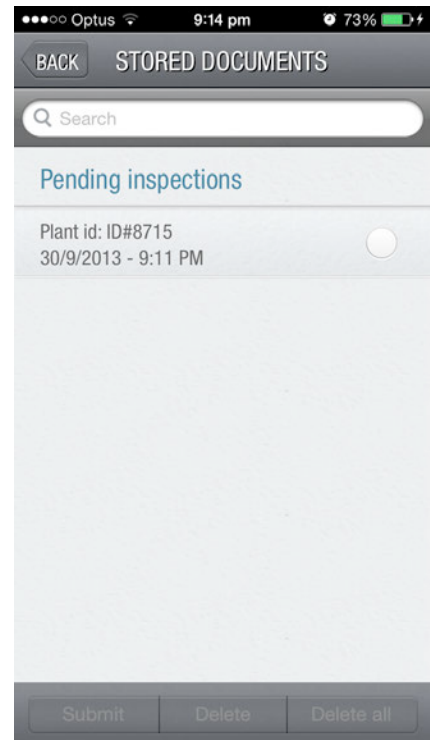 Optus 9:14 pm 73%
BACK STORED DOCUMENTS
Search
Pending inspections
Plant id: ID#8715
30/9/2013 - 9:11 PM
Submit Delete Delete all